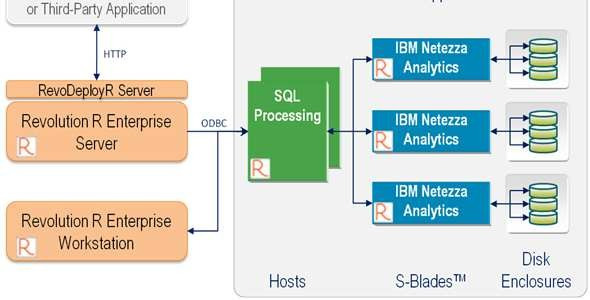 or Third-Party Application
HTTP
RevoDeployR Server
Revolution R Enterprise
Server
R
ODBC
Revolution R Enterprise
Workstation
R
SQL
Processing
R
IBM Netezza
Analytics
R
IBM Netezza
Analytics
R
IBM Netezza
Analytics
R
Hosts
S-Blades™
Disk
Enclosures